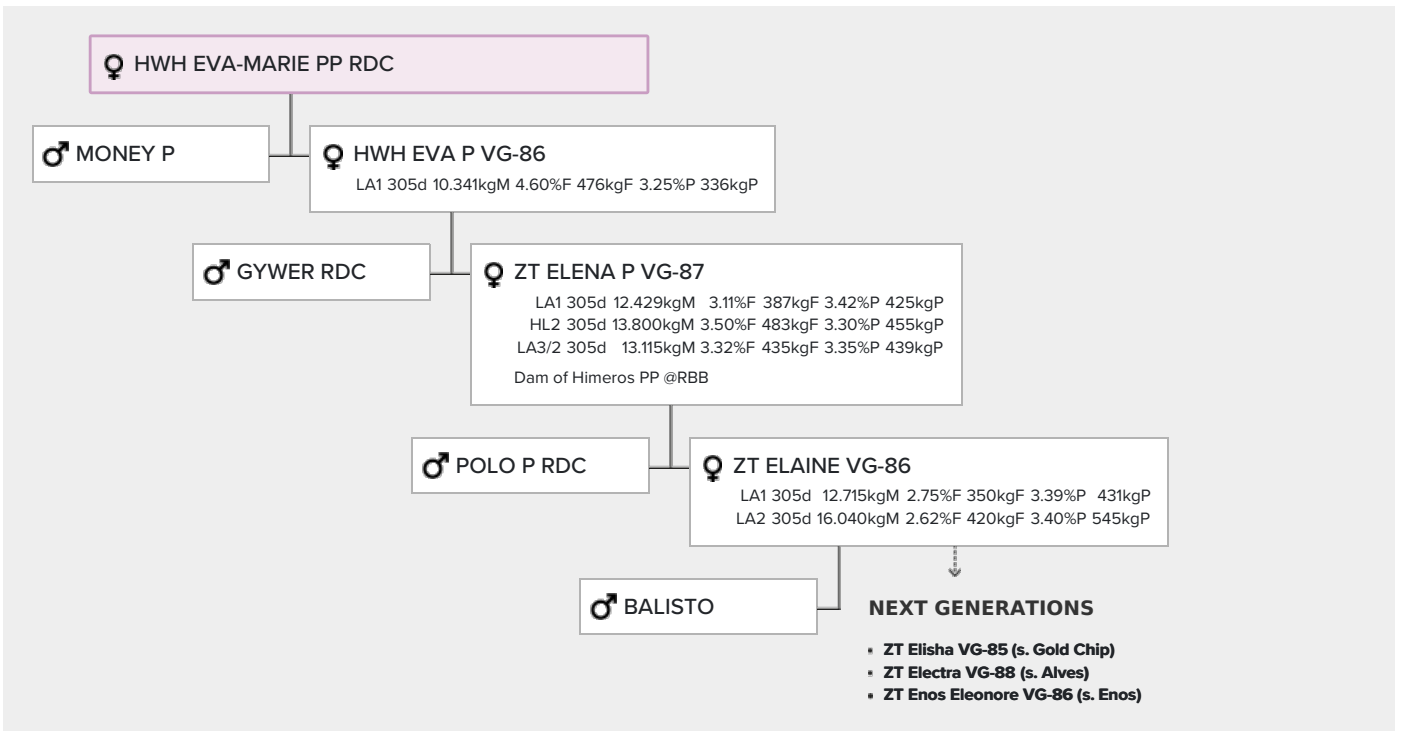 HWH EVA-MARIE PP RDC
MONEY P
HWH EVA P VG-86
LA1 305d 10.341kgM 4.60%F 476kgF 3.25%P 336kgP
GYWER RDC
ZT ELENA P VG-87
LA1 305d 12.429kgM 3.11%F 387kgF 3.42%P 425kgP
HL2 305d 13.800kgM 3.50%F 483kgF 3.30%P 455kgP
LA3/2 305d 13.115kgM 3.32%F 435kgF 3.35%P 439kgP
Dam of Himeros PP @RBB
POLO P RDC
ZT ELAINE VG-86
LA1 305d 12.715kgM 2.75%F 350kgF 3.39%P 431kgP
LA2 305d 16.040kgM 2.62%F 420kgF 3.40%P 545kgP
BALISTO
NEXT GENERATIONS
ZT Elisha VG-85 (s. Gold Chip)
ZT Electra VG-88 (s. Alves)
ZT Enos Eleonore VG-86 (s. Enos)